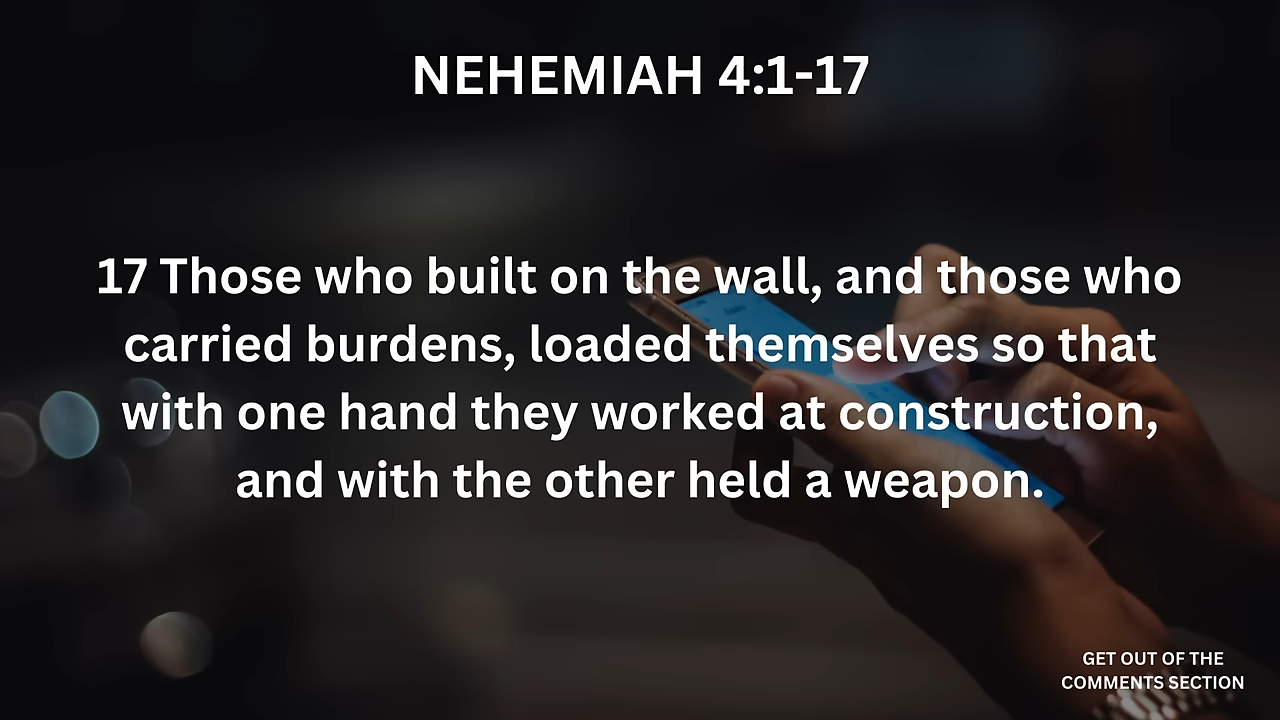 NEHEMIAH 4:1-17
17 Those who built on the wall, and those who
carried burdens, loaded themselves so that
with one hand they worked at construction,
and with the other held a weapon.
GET OUT OF THE
COMMENTS SECTION